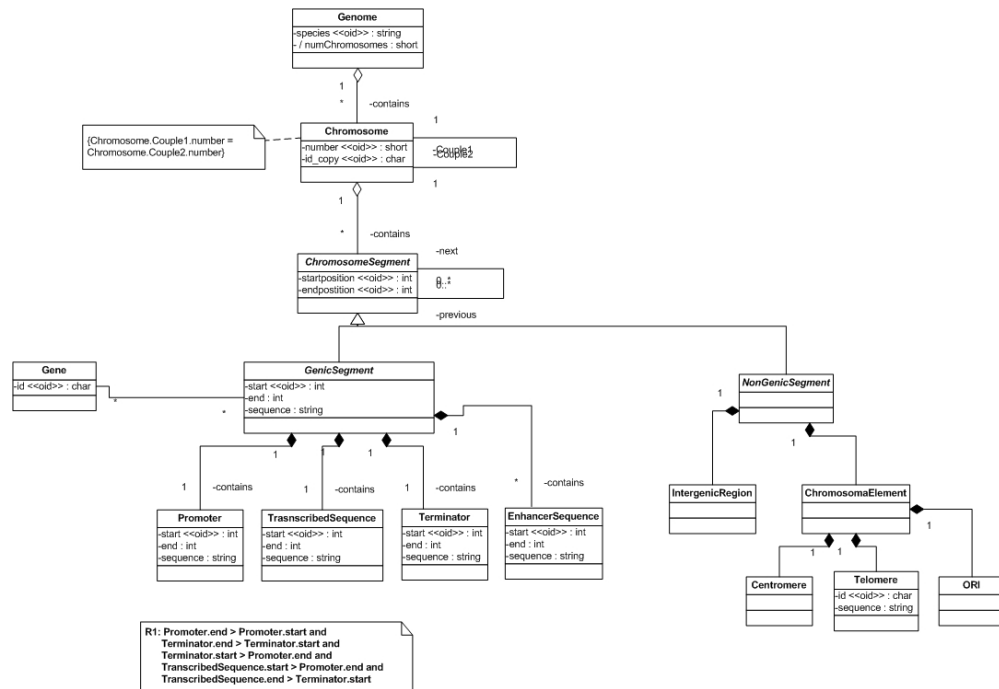 Genome
-species <<oid>> : string
- / numChromosomes : short
1
*
-contains
{Chromosome.Couple1.number =
Chromosome.Couple2.number}
Chromosome
-number <<oid>> : short
-id_copy <<oid>> : char
1
-Couple1
-Couple2
1
1
*
-contains
ChromosomeSegment
-startposition <<oid>> : int
-endpostition <<oid>> : int
-next
0..*
0..*
-previous
Gene
-id <<oid>> : char
*
*
GenicSegment
-start <<oid>> : int
-end : int
-sequence : string
NonGenicSegment
1
1
1
1
1
1
1 -contains
1 -contains
1 -contains
* -contains
Promoter
-start <<oid>> : int
-end : int
-sequence : string
TrasnscribedSequence
-start <<oid>> : int
-end : int
-sequence : string
Terminator
-start <<oid>> : int
-end : int
-sequence : string
EnhancerSequence
-start <<oid>> : int
-end : int
-sequence : string
IntergenicRegion
ChromosomaElement
1
1
1
Centromere
Telomere
-id <<oid>> : char
-sequence : string
ORI
R1: Promoter.end > Promoter.start and
Terminator.end > Terminator.start and
Terminator.start > Promoter.end and
TranscribedSequence.start > Promoter.end and
TranscribedSequence.end > Terminator.start